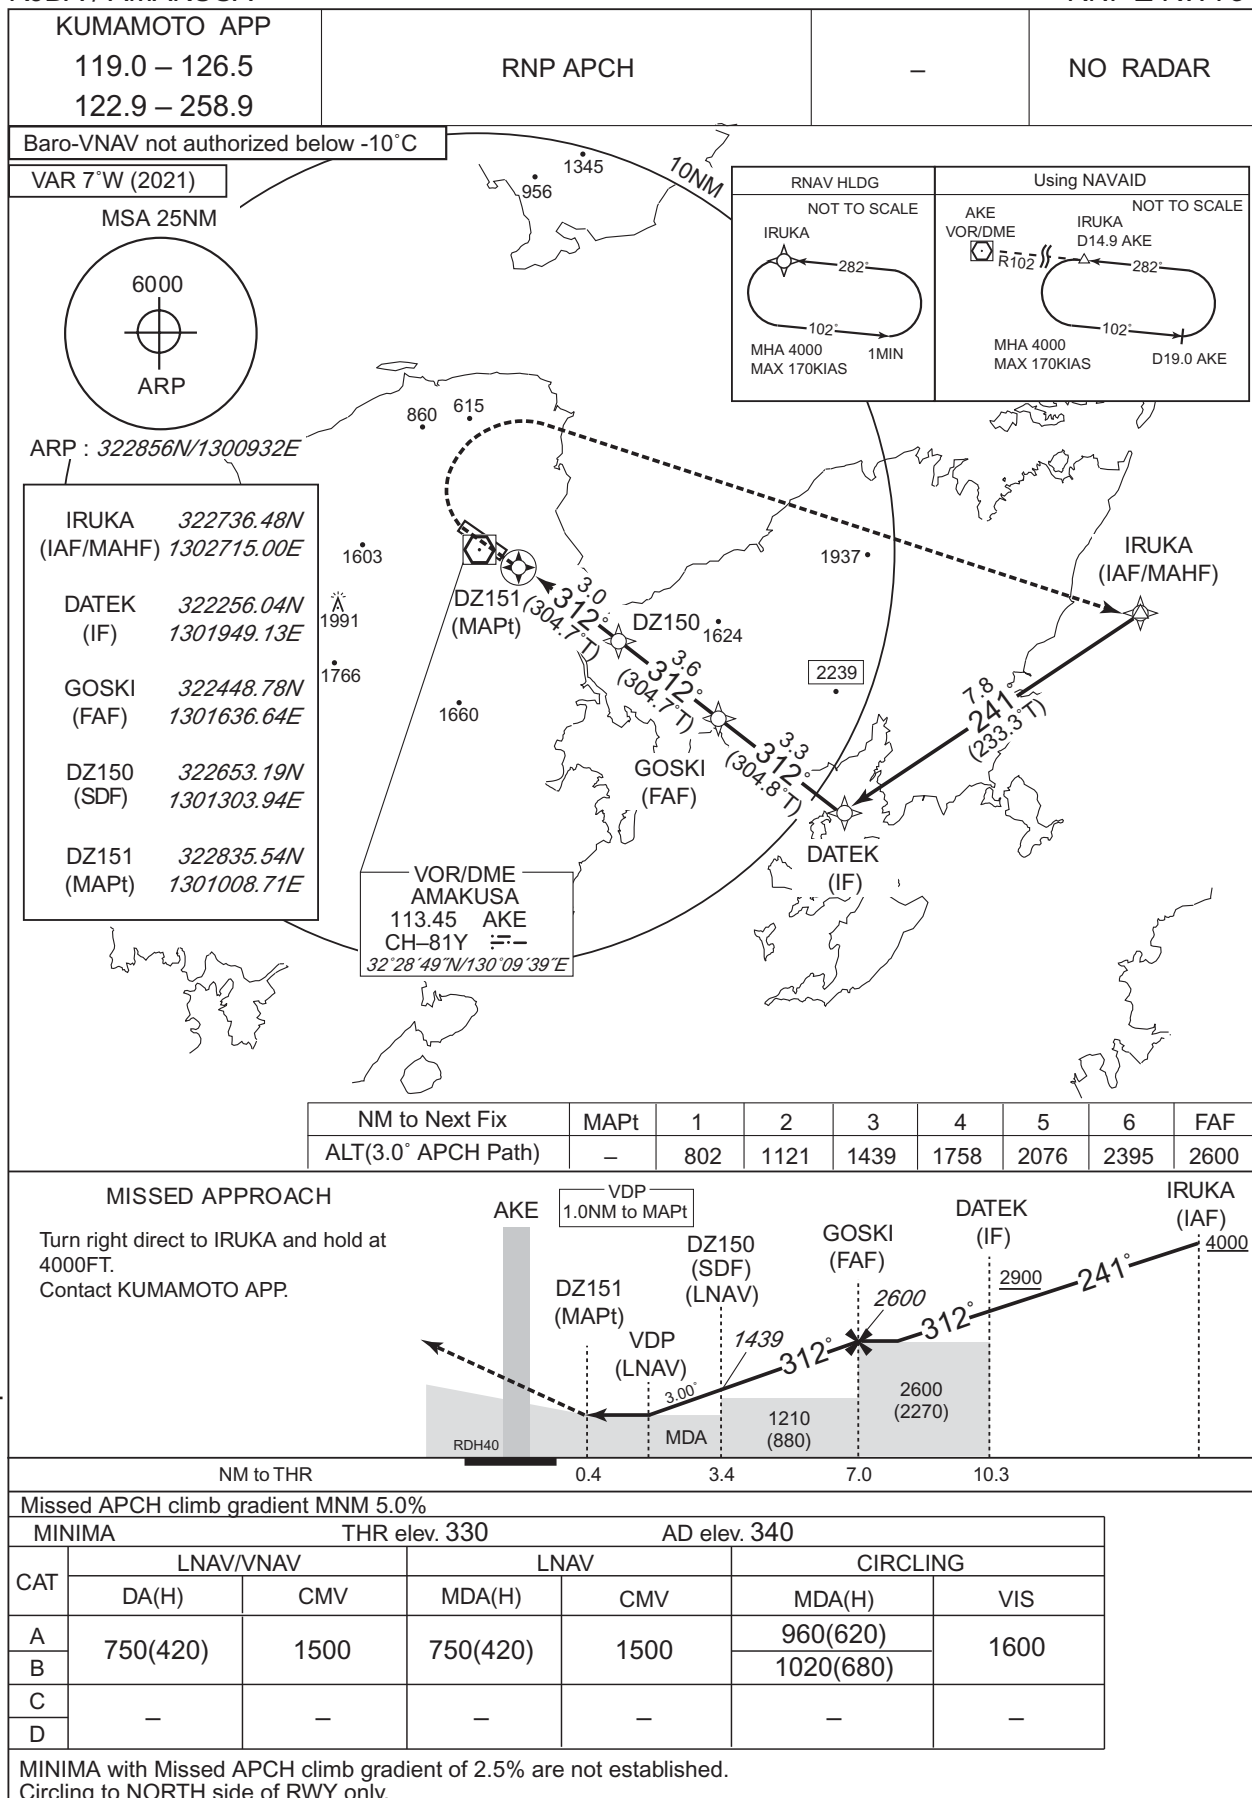 KUMAMOTO APP
119.0 – 126.5
122.9 – 258.9
RNP APCH
–
NO RADAR
Baro-VNAV not authorized below -10˚C
VAR 7˚W (2021)
MSA 25NM
6000
ARP
ARP : 322856N/1300932E
10NM
1345
956
RNAV HLDG
NOT TO SCALE
IRUKA
282˚
102˚
MHA 4000
MAX 170KIAS
1MIN
Using NAVAID
NOT TO SCALE
AKE
VOR/DME
R102
IRUKA
D14.9 AKE
282˚
102˚
MHA 4000
MAX 170KIAS
D19.0 AKE
IRUKA 322736.48N
(IAF/MAHF) 1302715.00E
DATEK 322256.04N
(IF) 1301949.13E
GOSKI 322448.78N
(FAF) 1301636.64E
DZ150 322653.19N
(SDF) 1301303.94E
DZ151 322835.54N
(MAPt) 1301008.71E
860
615
1603
1991
1766
1660
1937
1624
2239
DZ151
(MAPt)
3.0
312˚
(304.7˚T)
DZ150
3.6
312˚
(304.7˚T)
GOSKI
(FAF)
3.3
312˚
(304.8˚T)
DATEK
(IF)
7.8
241˚
(233.3˚T)
IRUKA
(IAF/MAHF)
VOR/DME
AMAKUSA
113.45 AKE
CH–81Y
32˚28´49˝N/130˚09´39˝E
NM to Next Fix MAPt 1 2 3 4 5 6 FAF
ALT(3.0˚ APCH Path) – 802 1121 1439 1758 2076 2395 2600
MISSED APPROACH
Turn right direct to IRUKA and hold at
4000FT.
Contact KUMAMOTO APP.
AKE
VDP
1.0NM to MAPt
DZ151
(MAPt)
VDP
(LNAV)
DZ150
(SDF)
(LNAV)
GOSKI
(FAF)
DATEK
(IF)
IRUKA
(IAF)
4000
2900
241˚
2600
312˚
1439
312˚
3.00˚
2600
(2270)
1210
(880)
MDA
RDH40
NM to THR 0.4 3.4 7.0 10.3
Missed APCH climb gradient MNM 5.0%
MINIMA THR elev. 330 AD elev. 340
CAT LNAV/VNAV LNAV CIRCLING
DA(H) CMV MDA(H) CMV MDA(H) VIS
A 750(420) 1500 750(420) 1500 960(620) 1600
B 1020(680)
C – – – – – –
D
MINIMA with Missed APCH climb gradient of 2.5% are not established.
Circling to NORTH side of RWY only.